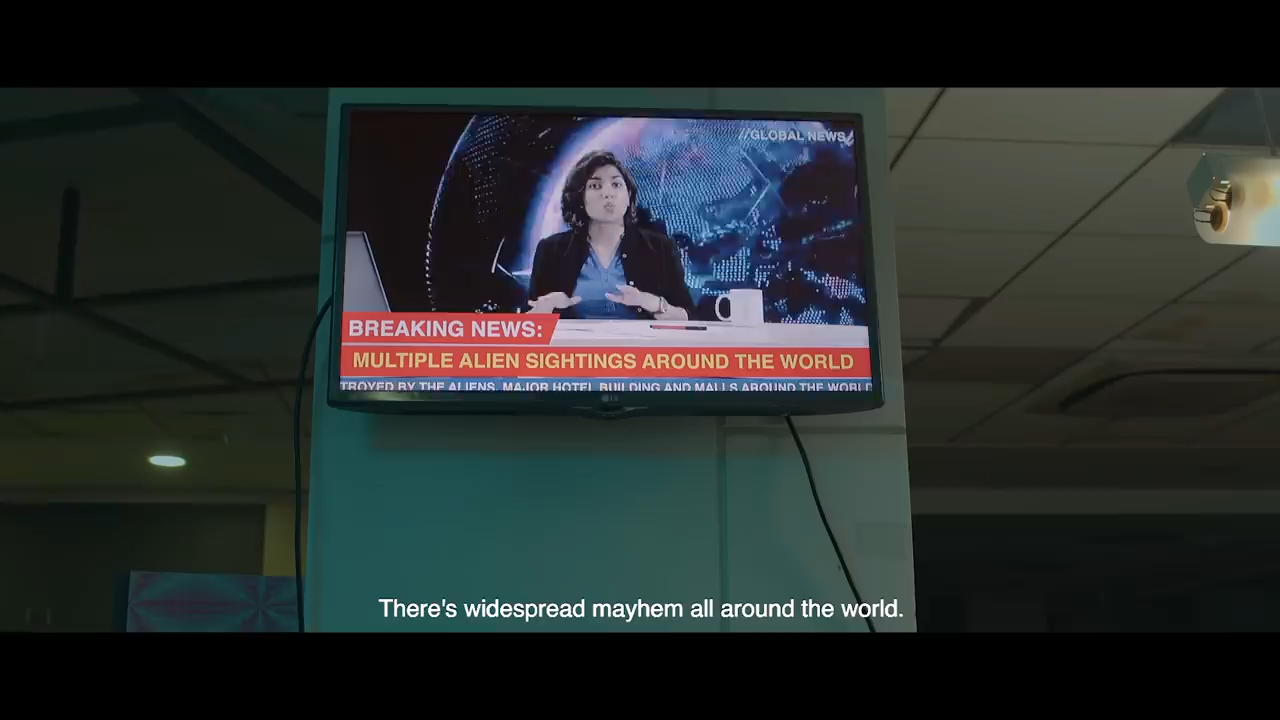 //GLOBAL NEWS/
BREAKING NEWS:
MULTIPLE ALIEN SIGHTINGS AROUND THE WORLD
TROYED BY THE ALIENS, MAJOR HOTEL BUILDING AND MALLS AROUND THE WORLD
LG
There's widespread mayhem all around the world.